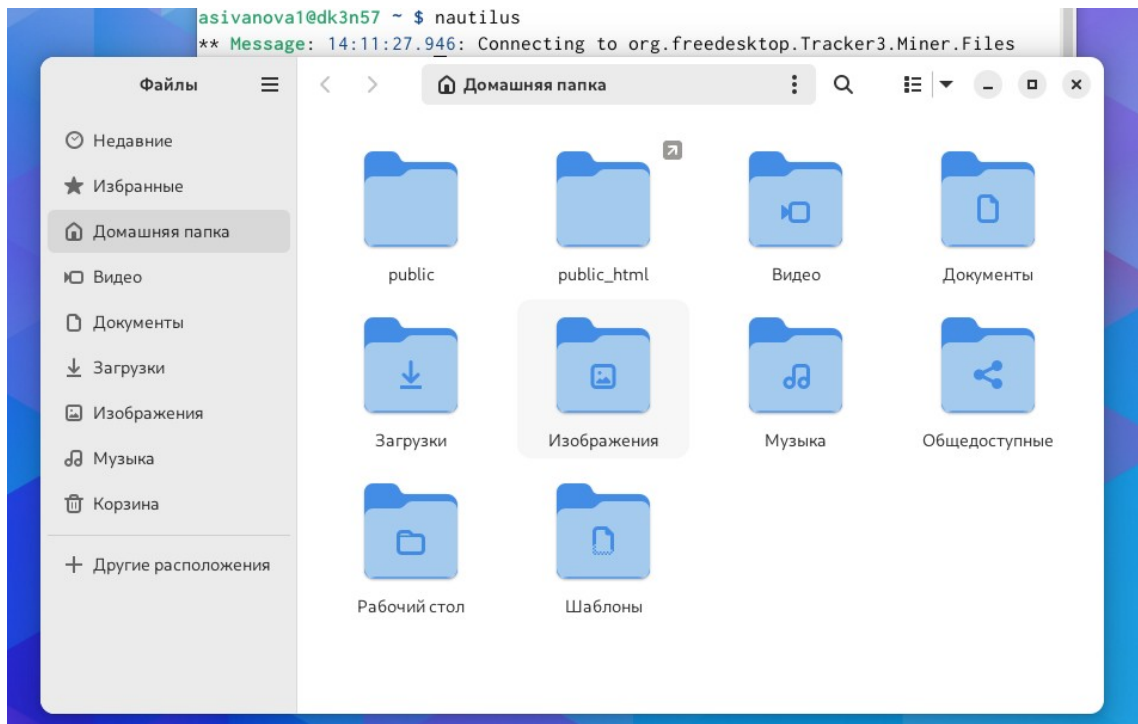 asivanova1@dk3n57 ~ $ nautilus
** Message: 14:11:27.946: Connecting to org.freedesktop.Tracker3.Miner.Files
Файлы
Домашняя папка
Недавние
Избранные
Домашняя папка
Видео
Документы
Загрузки
Изображения
Музыка
Корзина
Другие расположения
public
public_html
Видео
Документы
Загрузки
Изображения
Музыка
Общедоступные
Рабочий стол
Шаблоны